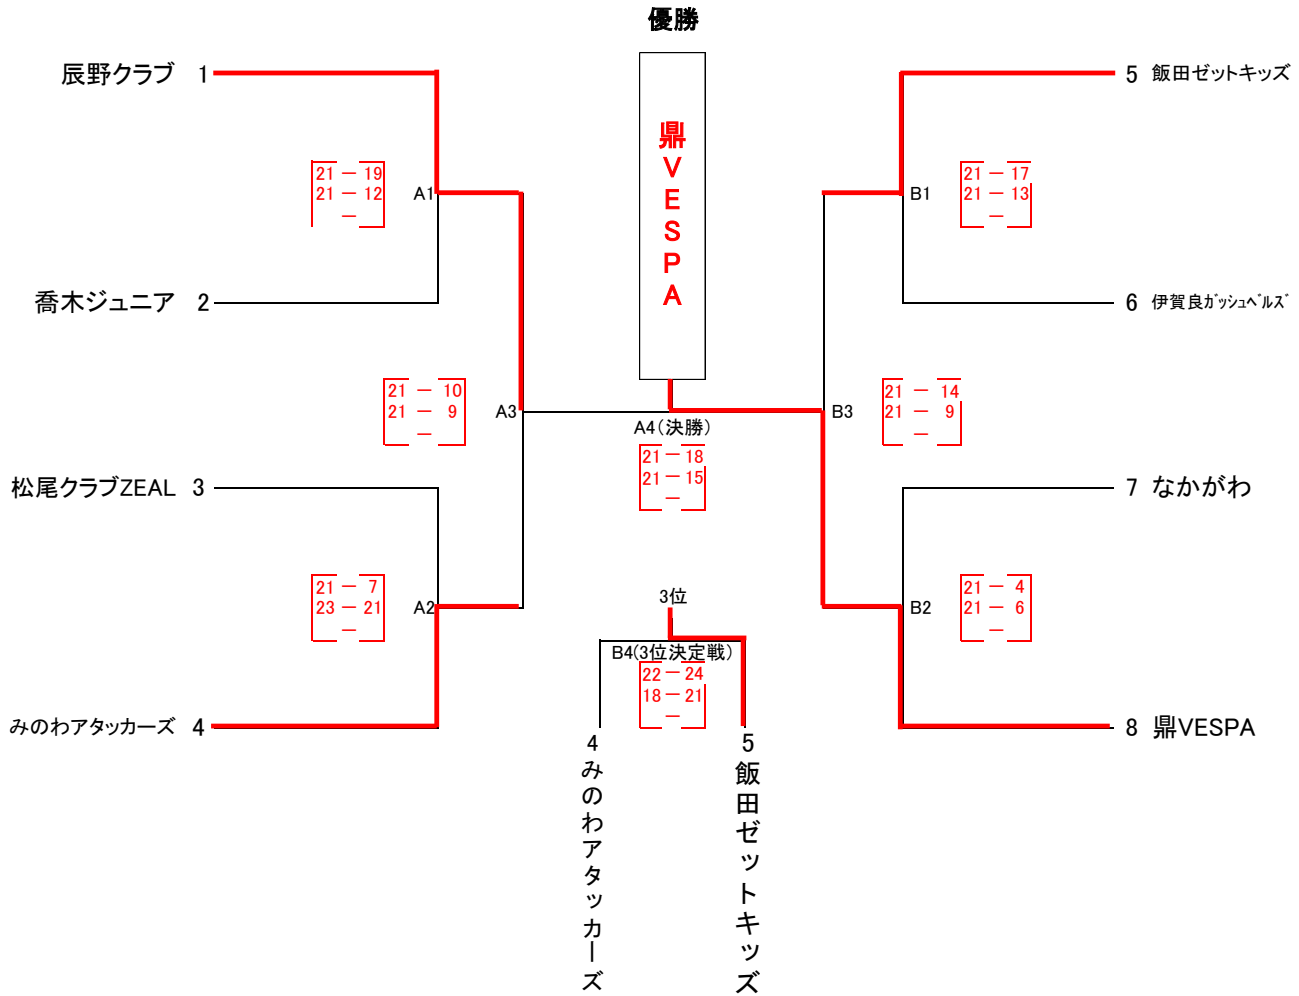 優勝
鼎VESPA
辰野クラブ 1
21 － 19
21 － 12
－
A1
喬木ジュニア 2
21 － 10
21 － 9
－
A3
松尾クラブZEAL 3
21 － 7
23 － 21
－
A2
みのわアタッカーズ 4
5 飯田ゼットキッズ
B1
21 － 17
21 － 13
－
6 伊賀良ガッシュベルズ
B3
21 － 14
21 － 9
－
7 なかがわ
B2
21 － 4
21 － 6
－
8 鼎VESPA
A4(決勝)
21 － 18
21 － 15
－
3位
B4(3位決定戦)
22 － 24
18 － 21
－
4 みのわアタッカーズ
5 飯田ゼットキッズ